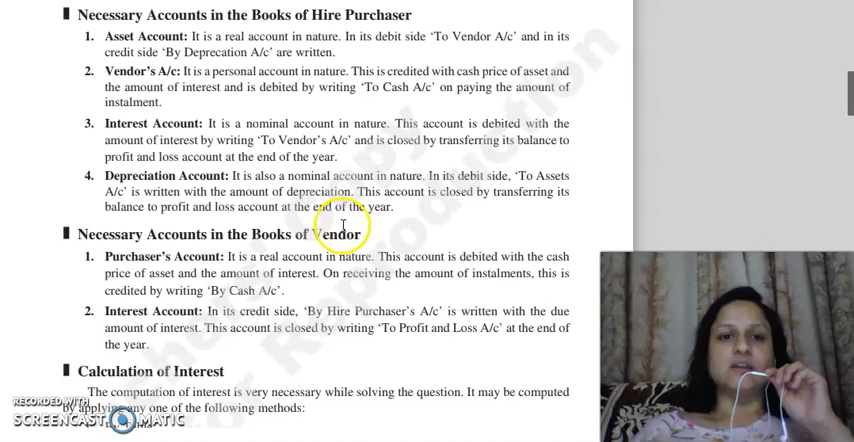 Necessary Accounts in the Books of Hire Purchaser
1. Asset Account: It is a real account in nature. In its debit side 'To Vendor A/c' and in its
credit side 'By Deprecation A/c' are written.
2. Vendor's A/c: It is a personal account in nature. This is credited with cash price of asset and
the amount of interest and is debited by writing 'To Cash A/c' on paying the amount of
instalment.
3. Interest Account: It is a nominal account in nature. This account is debited with the
amount of interest by writing 'To Vendor's A/c' and is closed by transferring its balance to
profit and loss account at the end of the year.
4. Depreciation Account: It is also a nominal account in nature. In its debit side, 'To Assets
A/c' is written with the amount of depreciation. This account is closed by transferring its
balance to profit and loss account at the end of the year.
Necessary Accounts in the Books of Vendor
1. Purchaser's Account: It is a real account in nature. This account is debited with the cash
price of asset and the amount of interest. On receiving the amount of instalments, this is
credited by writing 'By Cash A/c'.
2. Interest Account: In its credit side, 'By Hire Purchaser's A/c' is written with the due
amount of interest. This account is closed by writing 'To Profit and Loss A/c' at the end of
the year.
Calculation of Interest
The computation of interest is very necessary while solving the question. It may be computed
by applying any one of the following methods:
RECORDED WITH
SCREENCAST MATIC